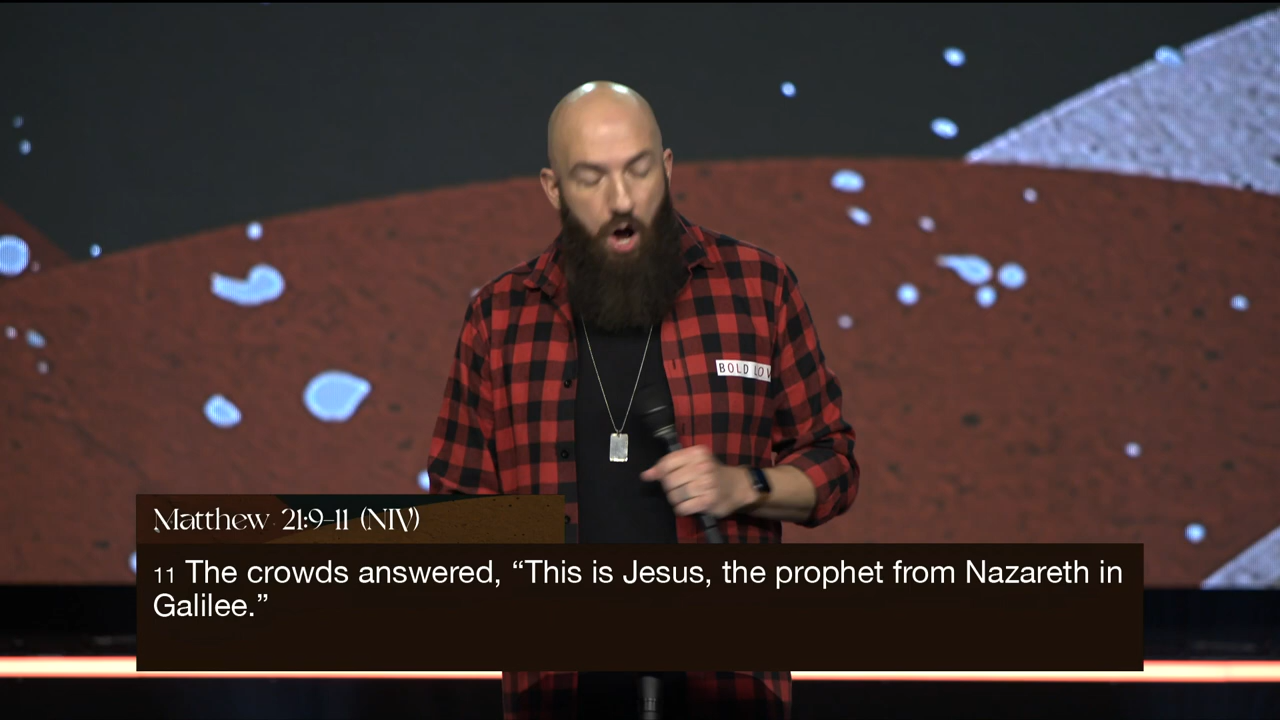 BOLD LOV
Matthew 21:9-11 (NIV)
11 The crowds answered, “This is Jesus, the prophet from Nazareth in
Galilee.”